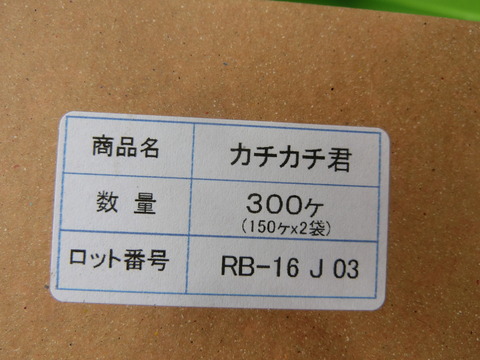 商品名 カチカチ君
数量 300ケ
(150ケx2袋)
ロット番号 RB-16 J 03